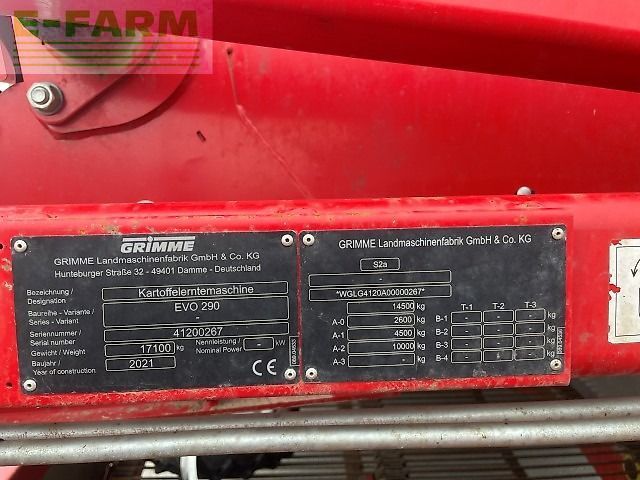 E-FARM
GRIMME
GRIMME Landmaschinenfabrik GmbH & Co. KG
Hunteburger Straße 32 - 49401 Damme - Deutschland
Bezeichnung / Designation Kartoffelerntemaschine
Baureihe - Variante / Series - Variant EVO 290
-
Seriennummer / Serial number 41200267
Gewicht / Weight 17100 kg Nennleistung / Nominal Power - kW
Baujahr / Year of construction 2021
CE
GRIMME Landmaschinenfabrik GmbH & Co. KG
S2a
*WGLG4120A00000267*
14500 kg T-1 T-2 T-3
A-0 2600 kg B-1 - - - kg
A-1 4500 kg B-2 - - - kg
A-2 10000 kg B-3 - - - kg
A-3 - kg B-4 - - - kg